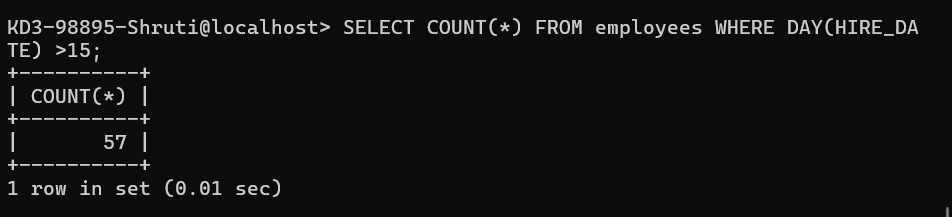 KD3-98895-Shruti@localhost> SELECT COUNT(*) FROM employees WHERE DAY(HIRE_DA
TE) >15;
+----------+
| COUNT(*) |
+----------+
|       57 |
+----------+
1 row in set (0.01 sec)